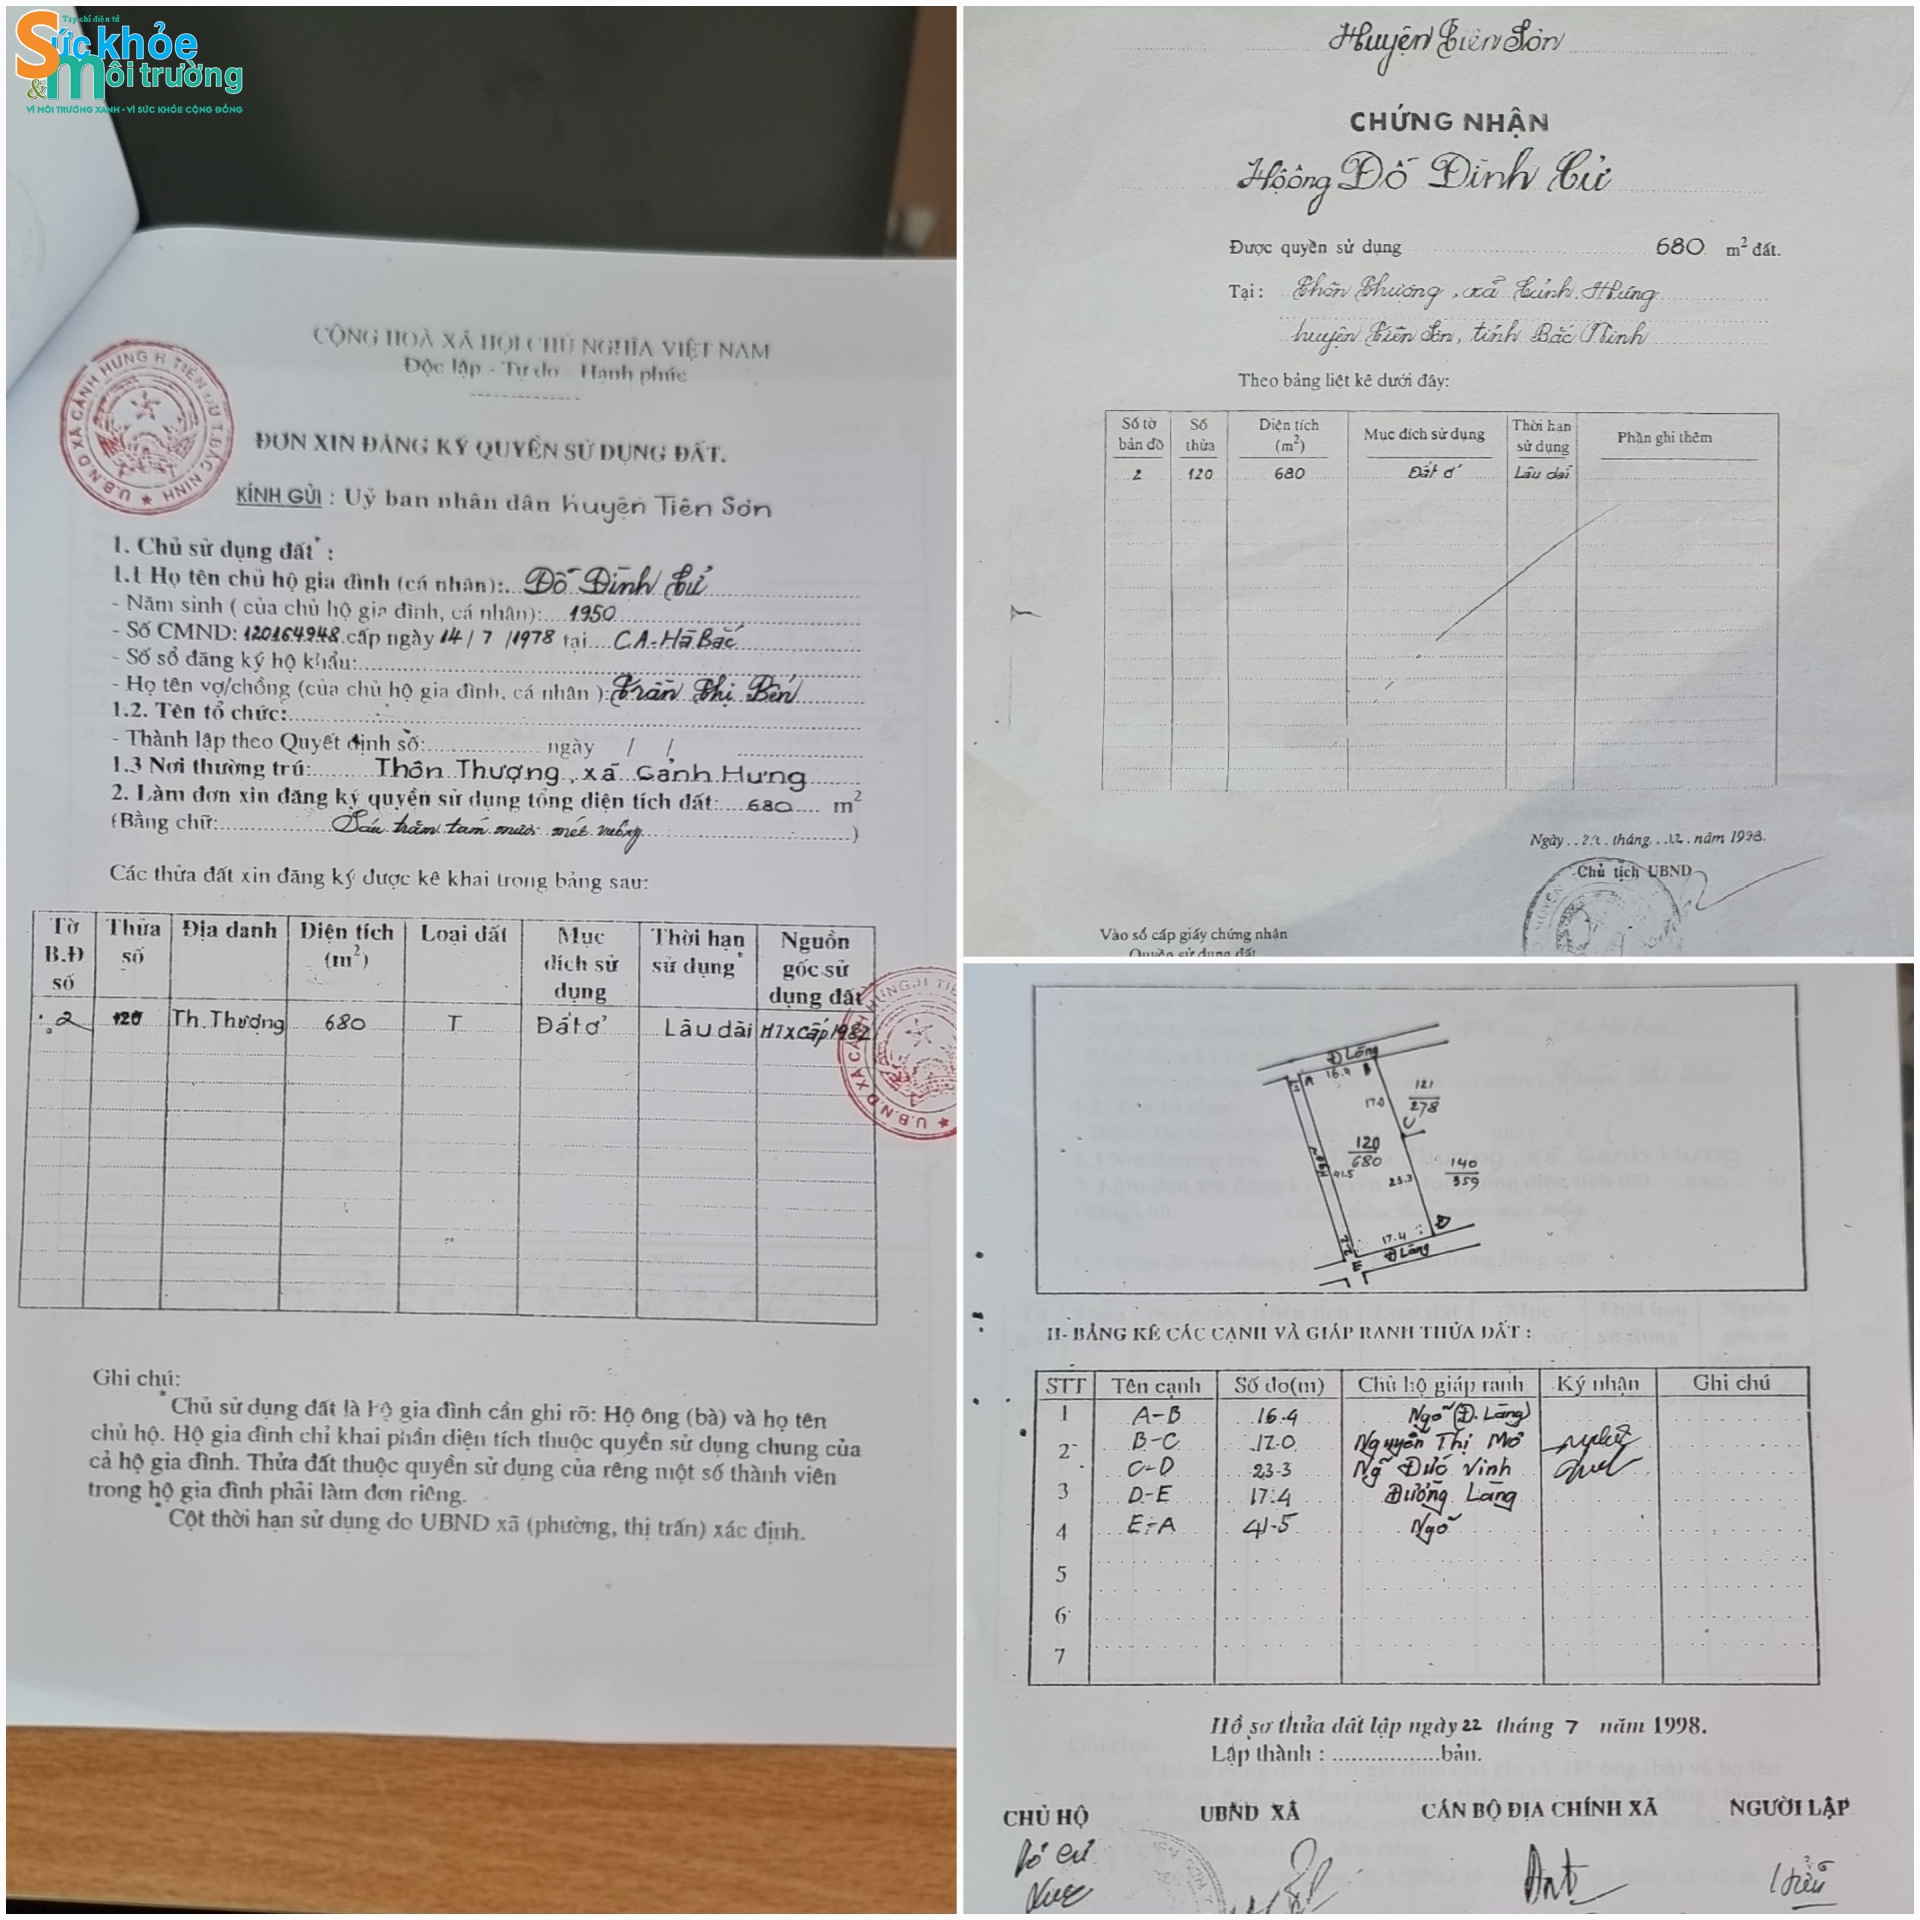 Tạp chí điện tử
Sức khỏe
& môi trường
VÌ MÔI TRƯỜNG XANH - VÌ SỨC KHỎE CỘNG ĐỒNG
CỘNG HOÀ XÃ HỘI CHỦ NGHĨA VIỆT NAM
Độc lập - Tự do - Hạnh phúc
ĐƠN XIN ĐĂNG KÝ QUYỀN SỬ DỤNG ĐẤT.
KÍNH GỬI : Uỷ ban nhân dân huyện Tiên Sơn
1. Chủ sử dụng đất* :
1.1 Họ tên chủ hộ gia đình (cá nhân): Đỗ Đình Cử
- Năm sinh ( của chủ hộ gia đình, cá nhân): 1950
- Số CMND: 120164948 cấp ngày 14 / 7 /1978 tại C.A-Hà Bắc
- Số sổ đăng ký hộ khẩu:
- Họ tên vợ/chồng (của chủ hộ gia đình, cá nhân ): Trần Thị Bến
1.2. Tên tổ chức:
- Thành lập theo Quyết định số: ngày / /
1.3 Nơi thường trú: Thôn Thượng, xã Cảnh Hưng
2. Làm đơn xin đăng ký quyền sử dụng tổng diện tích đất: 680 m2
(Bằng chữ: Sáu trăm tám mươi mét vuông )
Các thửa đất xin đăng ký được kê khai trong bảng sau:
Tờ B.Đ số Thửa số Địa danh Diện tích (m2) Loại đất Mục đích sử dụng Thời hạn sử dụng* Nguồn gốc sử dụng đất
2 120 Th. Thượng 680 T Đất ở Lâu dài HTX cấp 1982
Ghi chú:
* Chủ sử dụng đất là hộ gia đình cần ghi rõ: Hộ ông (bà) và họ tên
chủ hộ. Hộ gia đình chỉ khai phần diện tích thuộc quyền sử dụng chung của
cả hộ gia đình. Thửa đất thuộc quyền sử dụng của rêng một số thành viên
trong hộ gia đình phải làm đơn riêng.
* Cột thời hạn sử dụng do UBND xã (phường, thị trấn) xác định.
Huyện Tiên Sơn
CHỨNG NHẬN
Hộ ông Đỗ Đình Cử
Được quyền sử dụng 680 m2 đất.
Tại: Thôn Thượng, xã Cảnh Hưng
huyện Tiên Sơn, tỉnh Bắc Ninh
Theo bảng liệt kê dưới đây:
Số tờ bản đồ Số thửa Diện tích (m2) Mục đích sử dụng Thời hạn sử dụng Phần ghi thêm
2 120 680 Đất ở Lâu dài
Ngày tháng 12 năm 1998.
Chủ tịch UBND
Vào sổ cấp giấy chứng nhận
Quyền sử dụng đất
Đ Làng
A 16.4 B
17.0 121
278
C
120
680
Ngõ 41.5 23.3 140
359
2.2 17.4 D
E Đ Làng
II- BẢNG KÊ CÁC CẠNH VÀ GIÁP RANH THỬA ĐẤT :
STT Tên cạnh Số đo(m) Chủ hộ giáp ranh Ký nhận Ghi chú
1 A-B 16.4 Ngõ (Đ. Làng)
2 B-C 17.0 Nguyễn Thị Mơ
C-D 23.3 Ng Đức Vinh
3 D-E 17.4 Đường Làng
4 E-A 41.5 Ngõ
5
6
7
Hồ sơ thửa đất lập ngày 22 tháng 7 năm 1998.
Lập thành : bản.
CHỦ HỘ UBND XÃ CÁN BỘ ĐỊA CHÍNH XÃ NGƯỜI LẬP